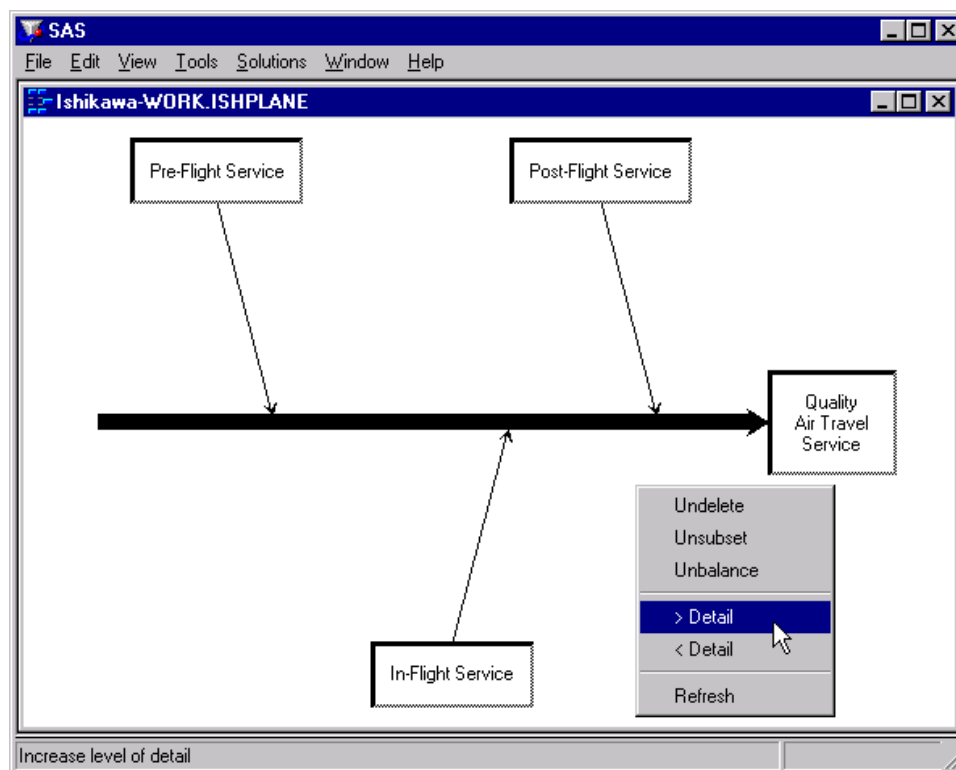 SAS
File Edit View Tools Solutions Window Help
Ishikawa-WORK.ISHPLANE
Pre-Flight Service
Post-Flight Service
Quality
Air Travel
Service
In-Flight Service
Undelete
Unsubset
Unbalance
> Detail
< Detail
Refresh
Increase level of detail